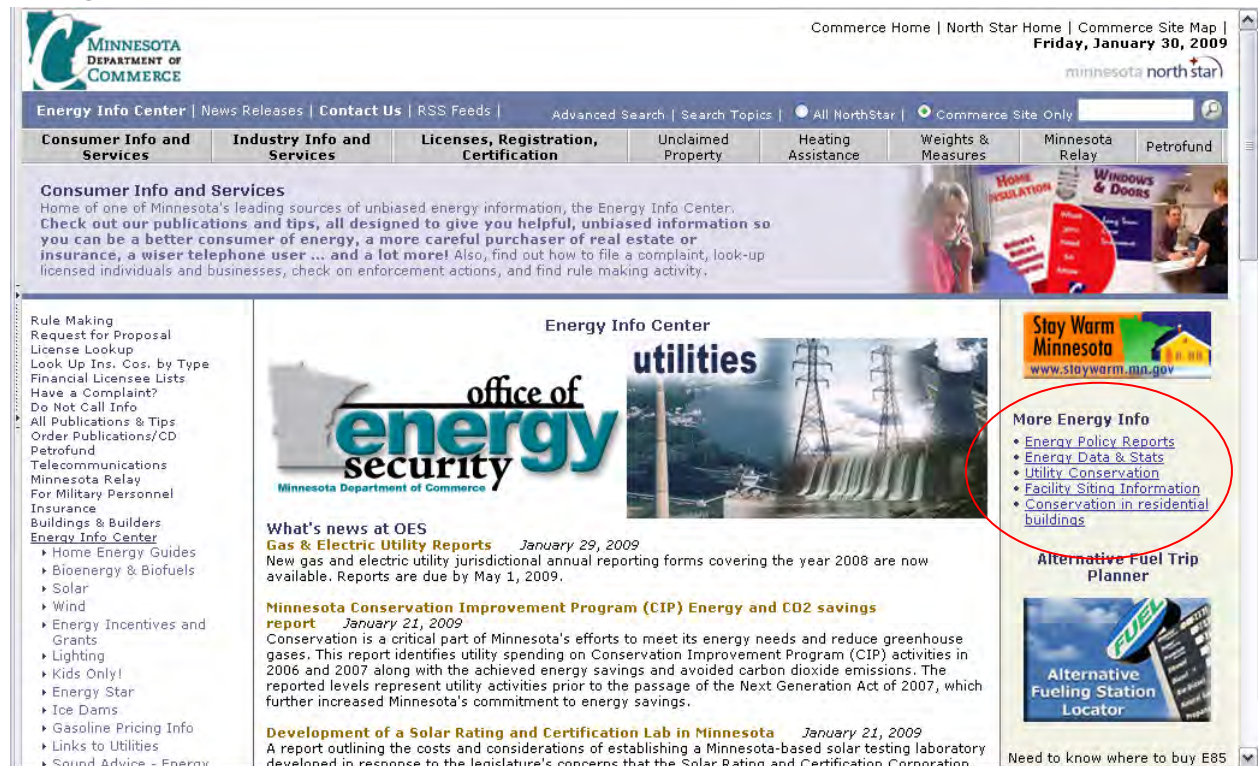 MINNESOTA
DEPARTMENT OF
COMMERCE
Commerce Home | North Star Home | Commerce Site Map |
Friday, January 30, 2009
minnesota north star
Energy Info Center | News Releases | Contact Us | RSS Feeds |
Advanced Search | Search Topics | All NorthStar | Commerce Site Only
Consumer Info and Services
Industry Info and Services
Licenses, Registration, Certification
Unclaimed Property
Heating Assistance
Weights & Measures
Minnesota Relay
Petrofund
Consumer Info and Services
Home of one of Minnesota's leading sources of unbiased energy information, the Energy Info Center.
Check out our publications and tips, all designed to give you helpful, unbiased information so
you can be a better consumer of energy, a more careful purchaser of real estate or
insurance, a wiser telephone user ... and a lot more! Also, find out how to file a complaint, look-up
licensed individuals and businesses, check on enforcement actions, and find rule making activity.
HOME
INSULATION
WINDOWS
& DOORS
Rule Making
Request for Proposal
License Lookup
Look Up Ins. Cos. by Type
Financial Licensee Lists
Have a Complaint?
Do Not Call Info
All Publications & Tips
Order Publications/CD
Petrofund
Telecommunications
Minnesota Relay
For Military Personnel
Insurance
Buildings & Builders
Energy Info Center
Home Energy Guides
Bioenergy & Biofuels
Solar
Wind
Energy Incentives and
Grants
Lighting
Kids Only!
Energy Star
Ice Dams
Gasoline Pricing Info
Links to Utilities
Sound Advice - Energy
Energy Info Center
office of
energy
security
Minnesota Department of Commerce
utilities
What's news at OES
Gas & Electric Utility Reports January 29, 2009
New gas and electric utility jurisdictional annual reporting forms covering the year 2008 are now
available. Reports are due by May 1, 2009.
Minnesota Conservation Improvement Program (CIP) Energy and CO2 savings
report January 21, 2009
Conservation is a critical part of Minnesota's efforts to meet its energy needs and reduce greenhouse
gases. This report identifies utility spending on Conservation Improvement Program (CIP) activities in
2006 and 2007 along with the achieved energy savings and avoided carbon dioxide emissions. The
reported levels represent utility activities prior to the passage of the Next Generation Act of 2007, which
further increased Minnesota's commitment to energy savings.
Development of a Solar Rating and Certification Lab in Minnesota January 21, 2009
A report outlining the costs and considerations of establishing a Minnesota-based solar testing laboratory
developed in response to the legislature's concerns that the Solar Rating and Certification Corporation
Stay Warm
Minnesota
www.staywarm.mn.gov
More Energy Info
• Energy Policy Reports
• Energy Data & Stats
• Utility Conservation
• Facility Siting Information
• Conservation in residential
buildings
Alternative Fuel Trip
Planner
FUEL
Alternative
Fueling Station
Locator
Need to know where to buy E85